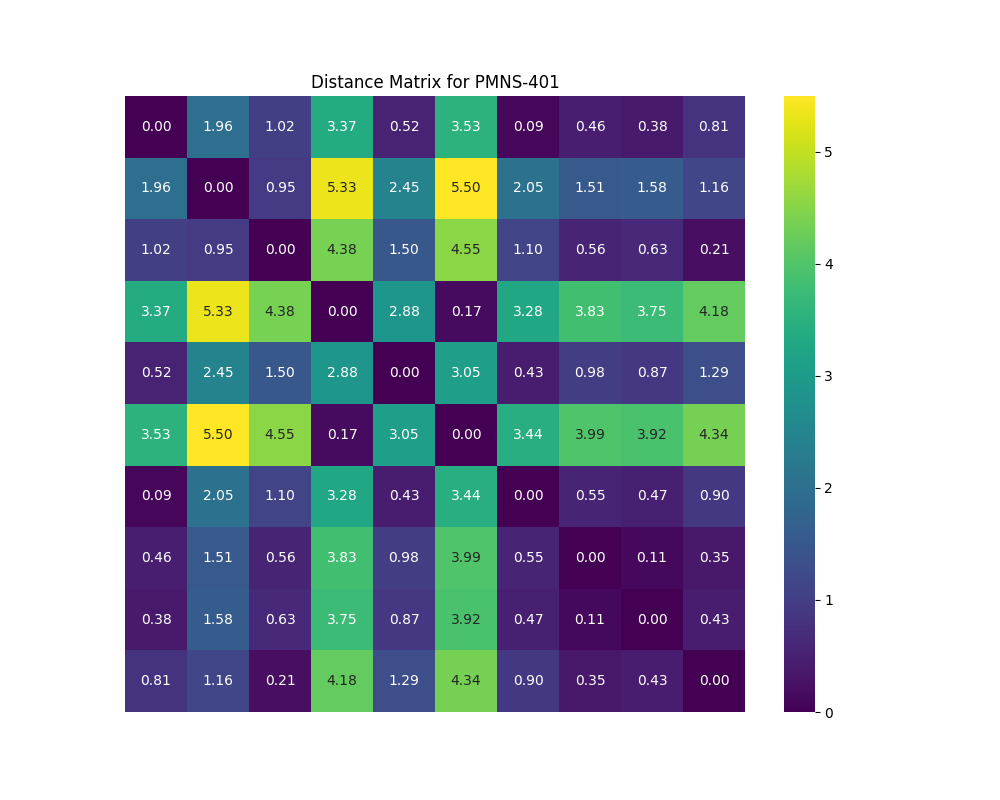 Distance Matrix for PMNS-401
0.00 1.96 1.02 3.37 0.52 3.53 0.09 0.46 0.38 0.81
1.96 0.00 0.95 5.33 2.45 5.50 2.05 1.51 1.58 1.16
1.02 0.95 0.00 4.38 1.50 4.55 1.10 0.56 0.63 0.21
3.37 5.33 4.38 0.00 2.88 0.17 3.28 3.83 3.75 4.18
0.52 2.45 1.50 2.88 0.00 3.05 0.43 0.98 0.87 1.29
3.53 5.50 4.55 0.17 3.05 0.00 3.44 3.99 3.92 4.34
0.09 2.05 1.10 3.28 0.43 3.44 0.00 0.55 0.47 0.90
0.46 1.51 0.56 3.83 0.98 3.99 0.55 0.00 0.11 0.35
0.38 1.58 0.63 3.75 0.87 3.92 0.47 0.11 0.00 0.43
0.81 1.16 0.21 4.18 1.29 4.34 0.90 0.35 0.43 0.00
5
4
3
2
1
0